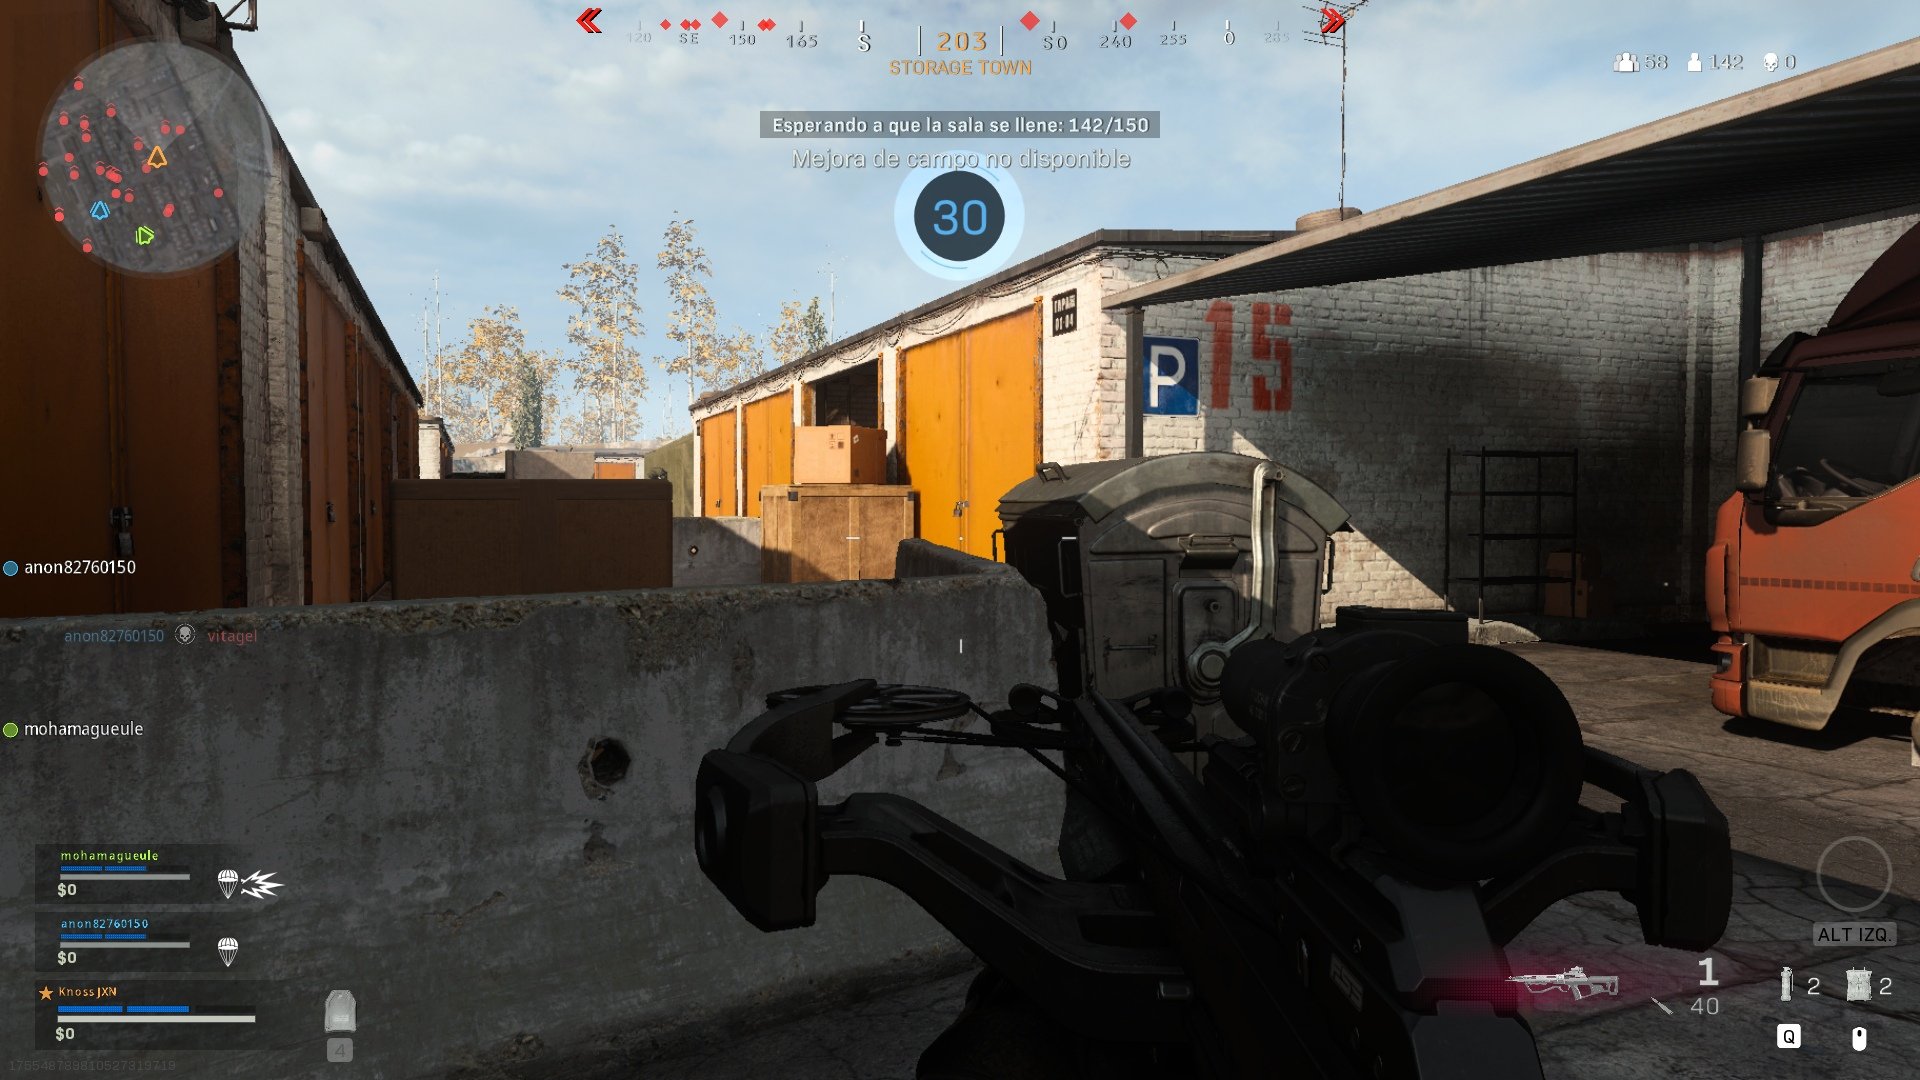 120 SE 150 165 S 203 SO 240 255 O 285
STORAGE TOWN
58 142 0
Esperando a que la sala se llene: 142/150
Mejora de campo no disponible
30
P
15
anon82760150
anon82760150 vitagel
mohamagueule
mohamagueule
$0
anon82760150
$0
KnossJXN
$0
4
ALT IZQ.
1
40
2 2
Q